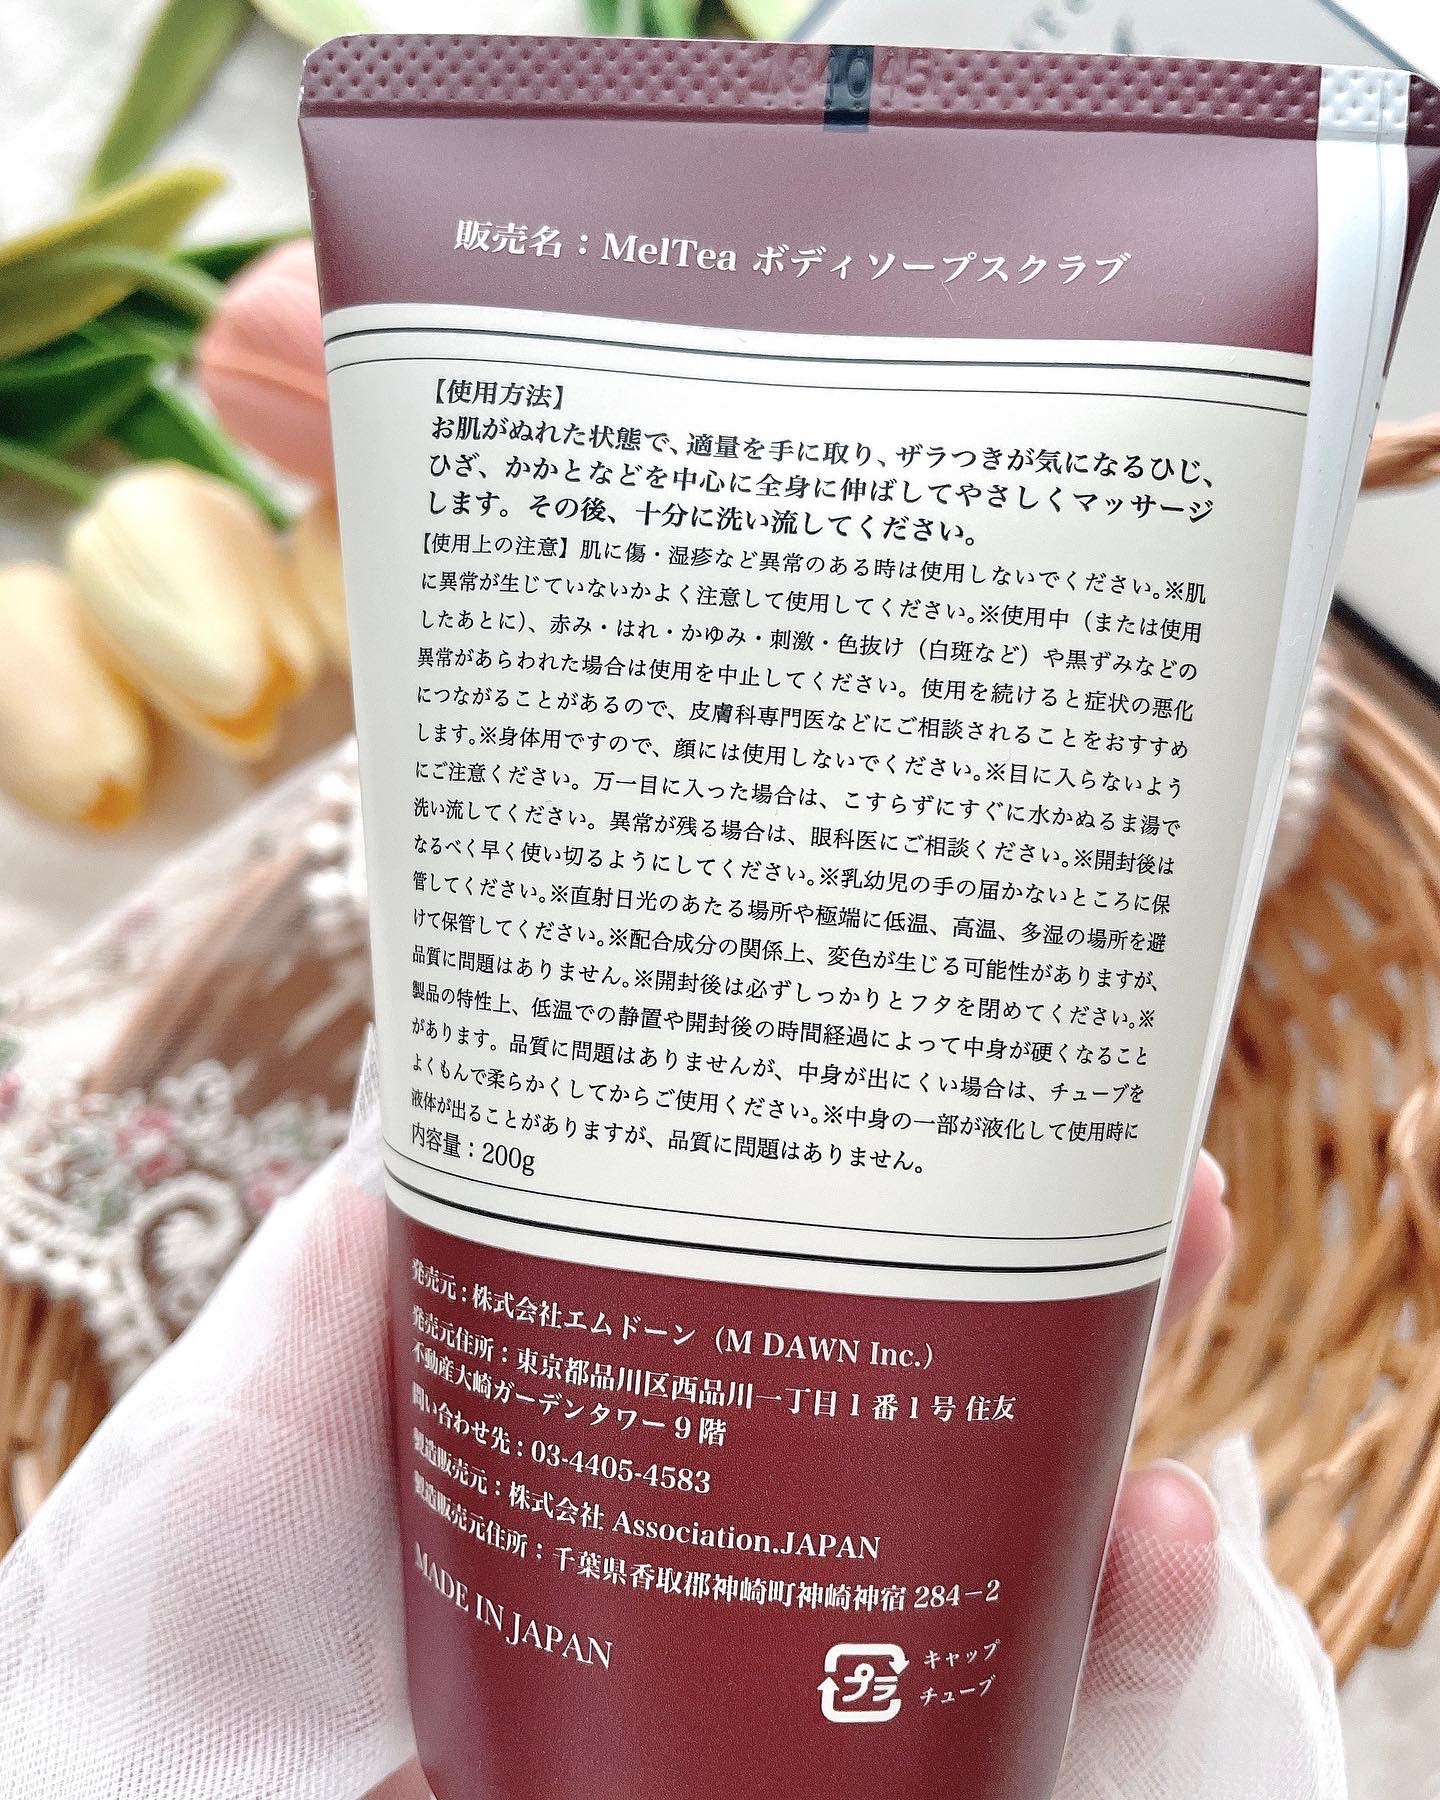 販売名：MelTea ボディソープスクラブ
【使用方法】
お肌がぬれた状態で、適量を手に取り、ザラつきが気になるひじ、
ひざ、かかとなどを中心に全身に伸ばしてやさしくマッサージ
します。その後、十分に洗い流してください。
【使用上の注意】肌に傷・湿疹など異常のある時は使用しないでください。※肌
に異常が生じていないかよく注意して使用してください。※使用中（または使用
したあとに）、赤み・はれ・かゆみ・刺激・色抜け（白斑など）や黒ずみなどの
異常があらわれた場合は使用を中止してください。使用を続けると症状の悪化
につながることがあるので、皮膚科専門医などにご相談されることをおすすめ
します。※身体用ですので、顔には使用しないでください。※目に入らないよう
にご注意ください。万一目に入った場合は、こすらずにすぐに水かぬるま湯で
洗い流してください。異常が残る場合は、眼科医にご相談ください。※開封後は
なるべく早く使い切るようにしてください。※乳幼児の手の届かないところに保
管してください。※直射日光のあたる場所や極端に低温、高温、多湿の場所を避
けて保管してください。※配合成分の関係上、変色が生じる可能性がありますが、
品質に問題はありません。※開封後は必ずしっかりとフタを閉めてください。※
製品の特性上、低温での静置や開封後の時間経過によって中身が硬くなること
があります。品質に問題はありませんが、中身が出にくい場合は、チューブを
よくもんで柔らかくしてからご使用ください。※中身の一部が液化して使用時に
液体が出ることがありますが、品質に問題はありません。
内容量：200g
発売元：株式会社エムドーン（M DAWN Inc.）
発売元住所：東京都品川区西品川一丁目1番1号 住友
不動産大崎ガーデンタワー9階
問い合わせ先：03-4405-4583
製造販売元：株式会社 Association.JAPAN
製造販売元住所：千葉県香取郡神崎町神崎神宿 284－2
MADE IN JAPAN
プラ
キャップ
チューブ